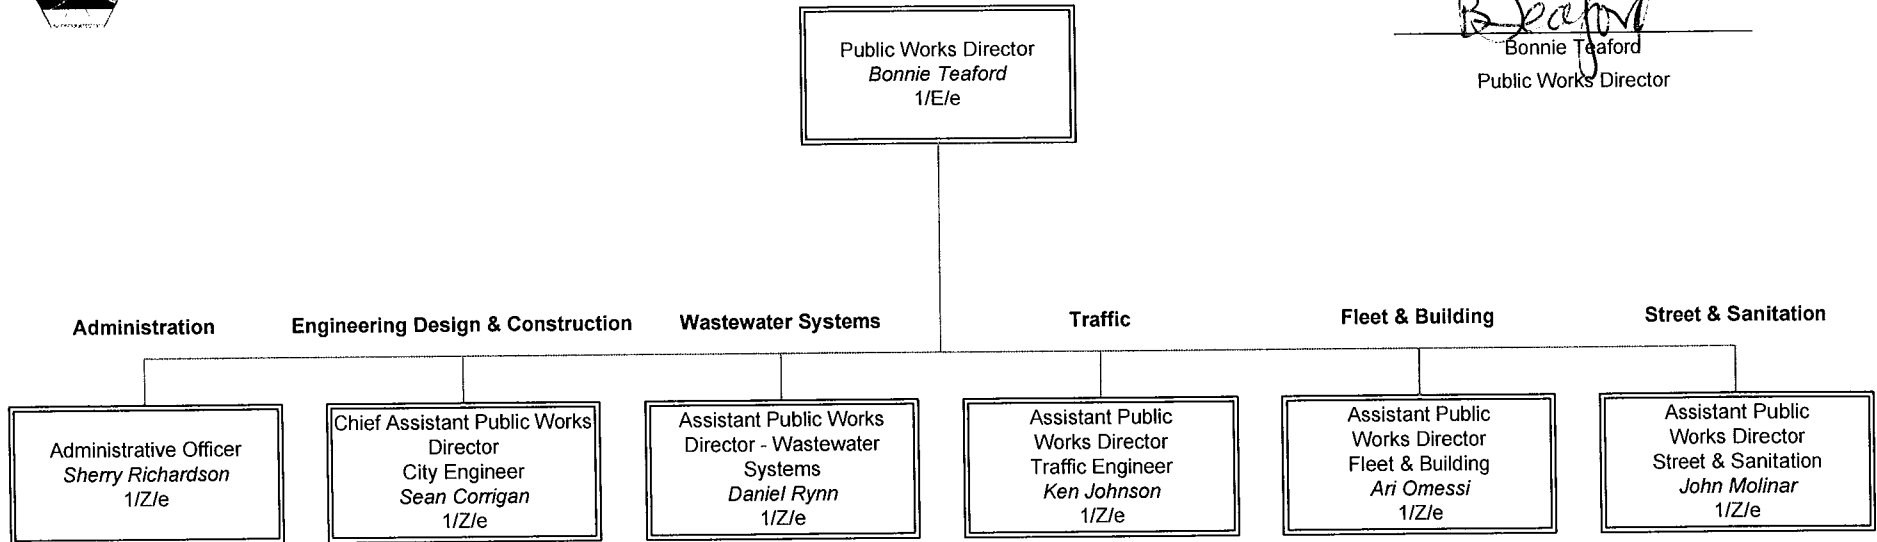 Public Works Director
Bonnie Teaford
1/E/e
B Teaford
Bonnie Teaford
Public Works Director
Administration
Engineering Design & Construction
Wastewater Systems
Traffic
Fleet & Building
Street & Sanitation
Administrative Officer
Sherry Richardson
1/Z/e
Chief Assistant Public Works
Director
City Engineer
Sean Corrigan
1/Z/e
Assistant Public Works
Director - Wastewater
Systems
Daniel Rynn
1/Z/e
Assistant Public
Works Director
Traffic Engineer
Ken Johnson
1/Z/e
Assistant Public
Works Director
Fleet & Building
Ari Omessi
1/Z/e
Assistant Public
Works Director
Street & Sanitation
John Molinar
1/Z/e